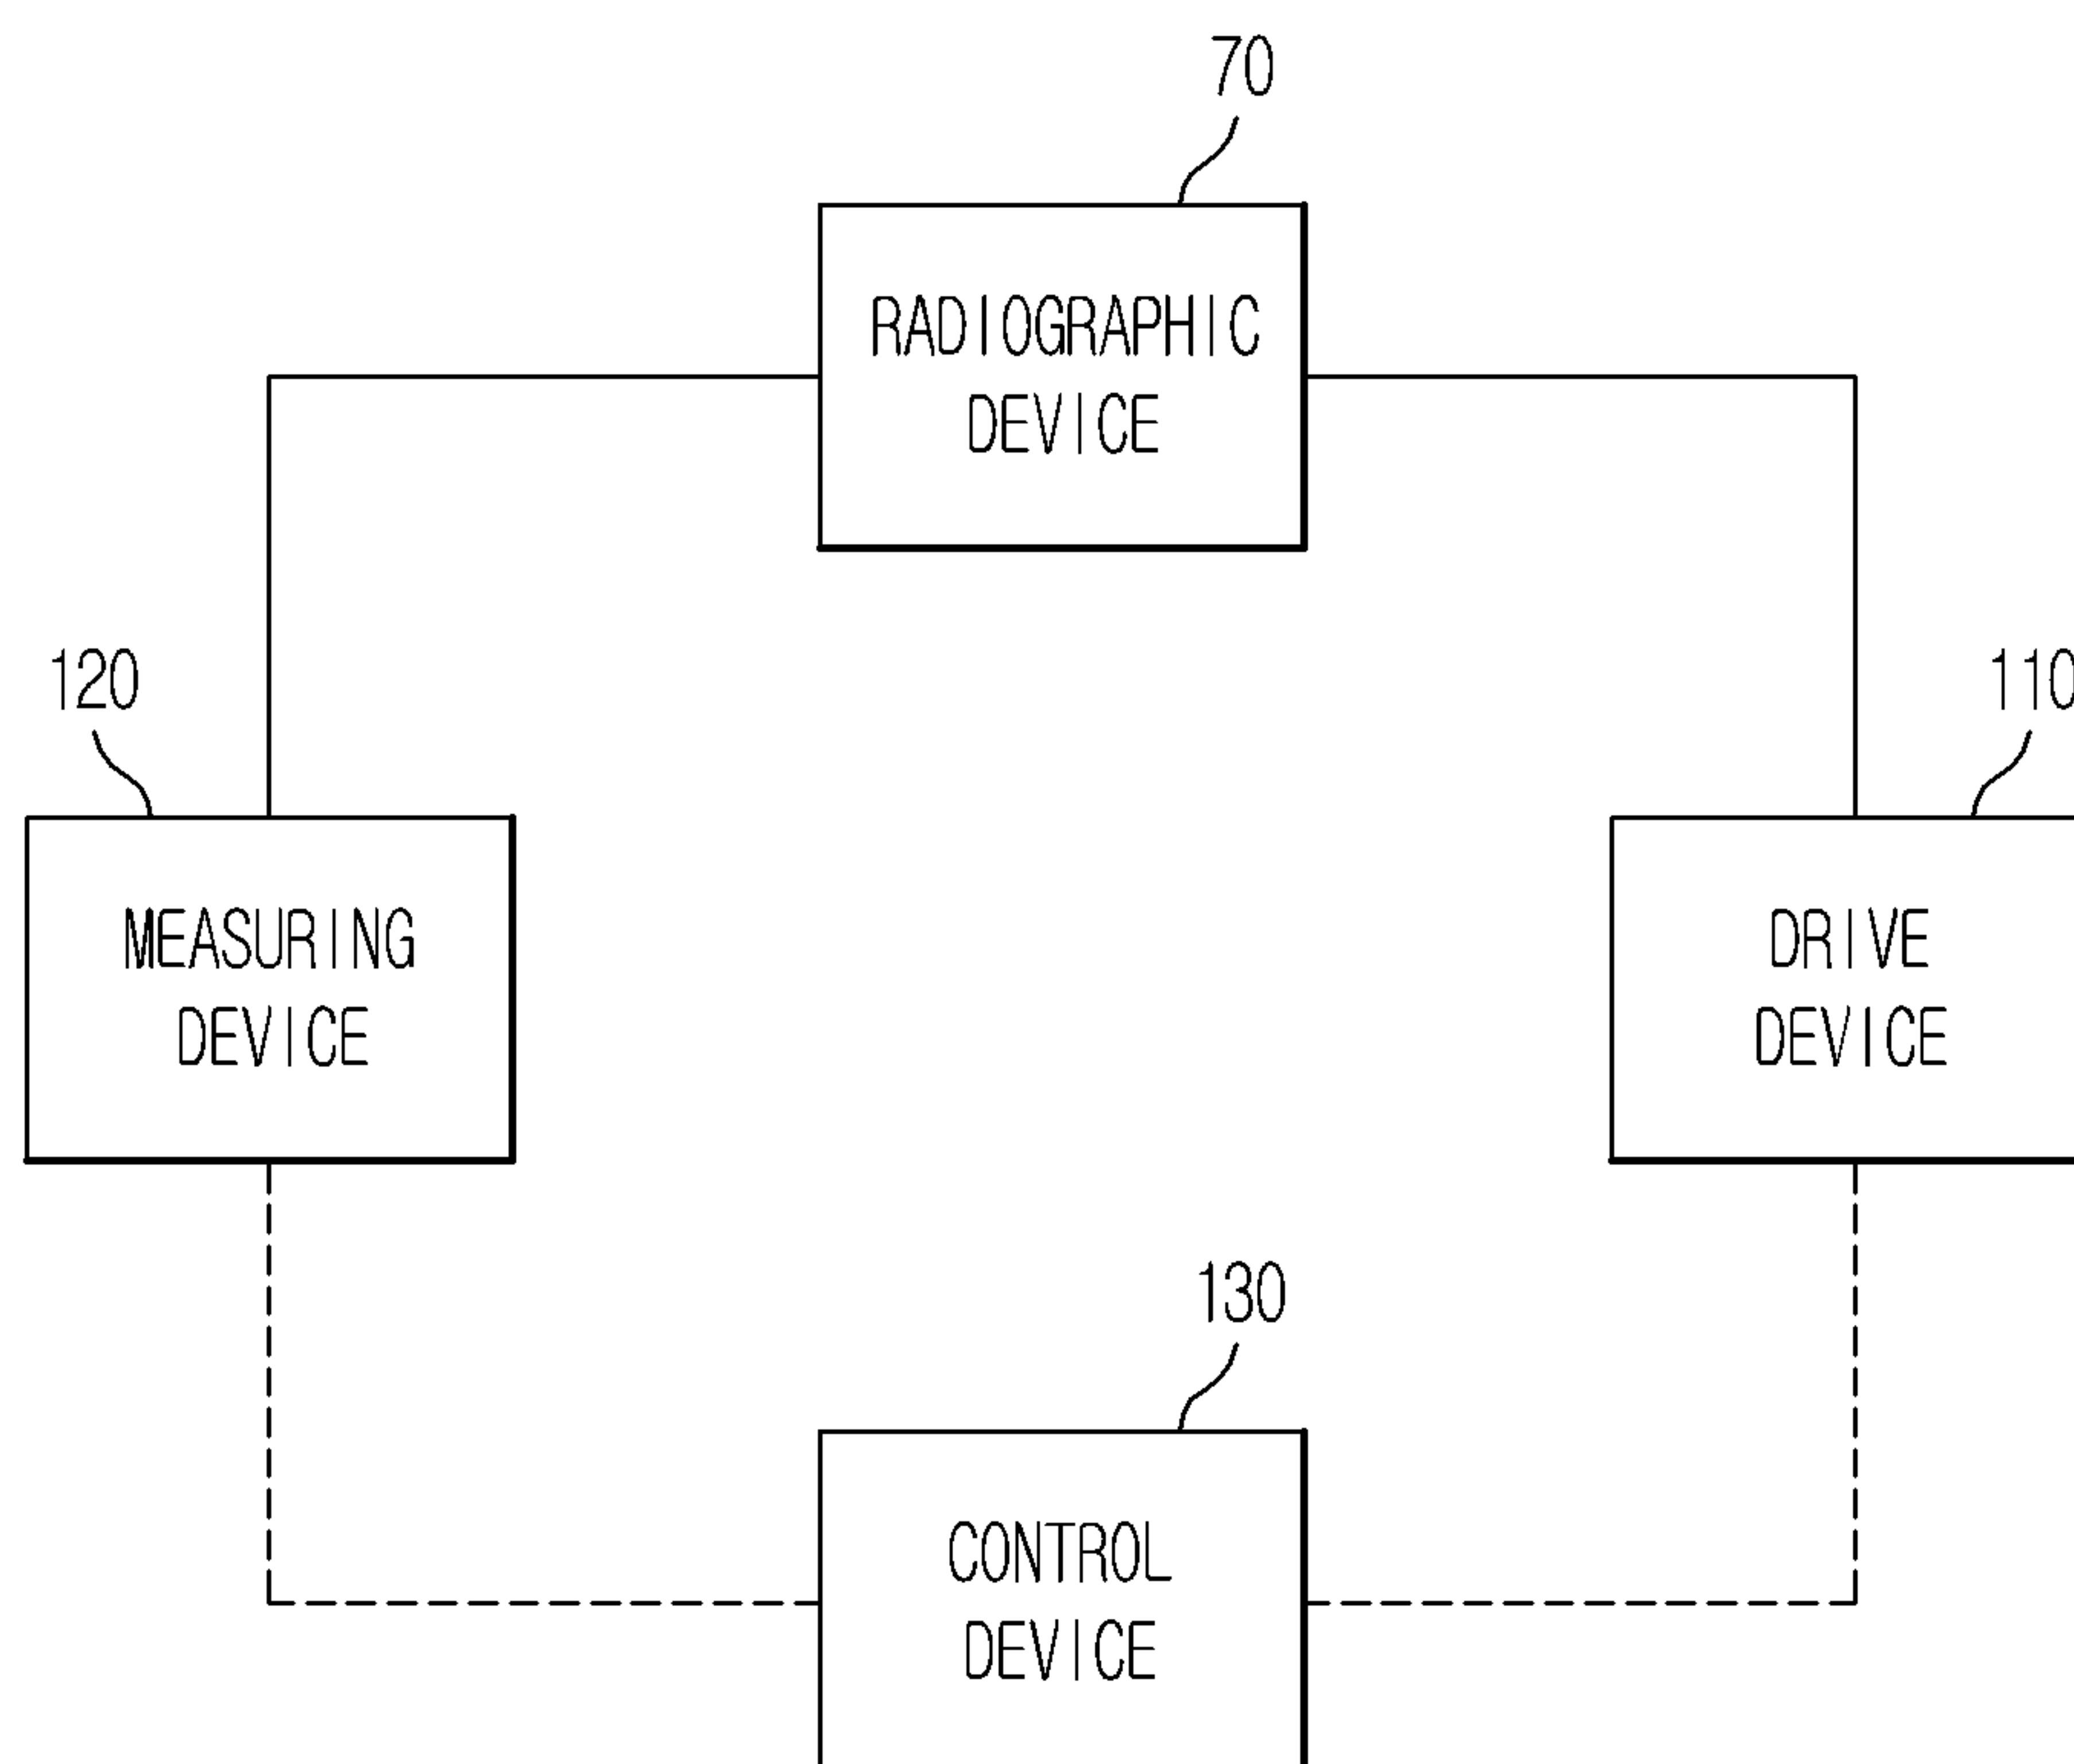 70
RADIOGRAPHIC
DEVICE
120
110
MEASURING
DEVICE
DRIVE
DEVICE
130
CONTROL
DEVICE